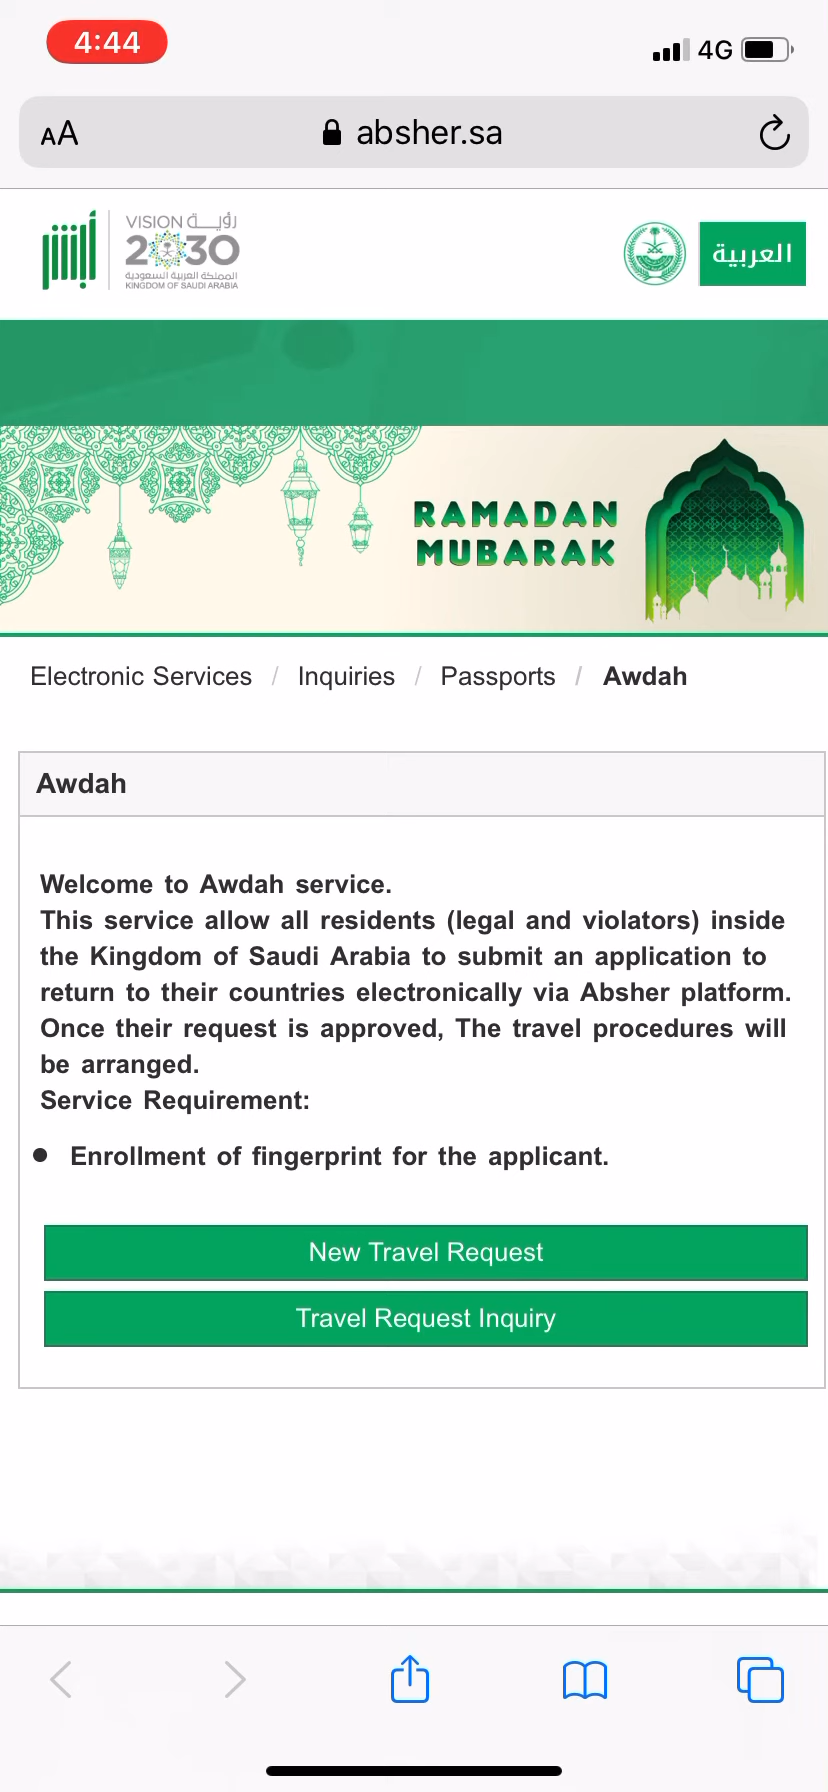 4:44
4G
AA
absher.sa
أبشر
VISION رؤيــة
2030
المملكة العربية السعودية
KINGDOM OF SAUDI ARABIA
العربية
RAMADAN
MUBARAK
Electronic Services / Inquiries / Passports / Awdah
Awdah
Welcome to Awdah service.
This service allow all residents (legal and violators) inside
the Kingdom of Saudi Arabia to submit an application to
return to their countries electronically via Absher platform.
Once their request is approved, The travel procedures will
be arranged.
Service Requirement:
● Enrollment of fingerprint for the applicant.
New Travel Request
Travel Request Inquiry